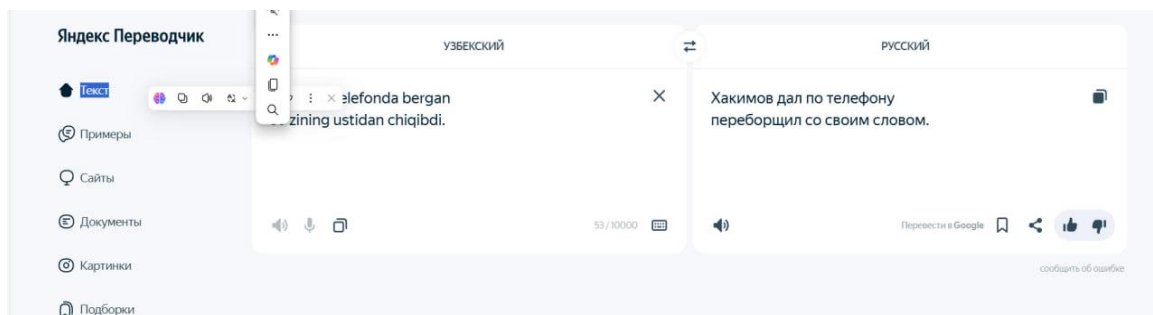 Яндекс Переводчик
УЗБЕКСКИЙ
РУССКИЙ
Текст
elefonda bergan
zining ustidan chiqibdi.
Хакимов дал по телефону
переборщил со своим словом.
Примеры
Сайты
Документы
53 / 10000
Перевести в Google
Картинки
сообщить об ошибке
Подборки